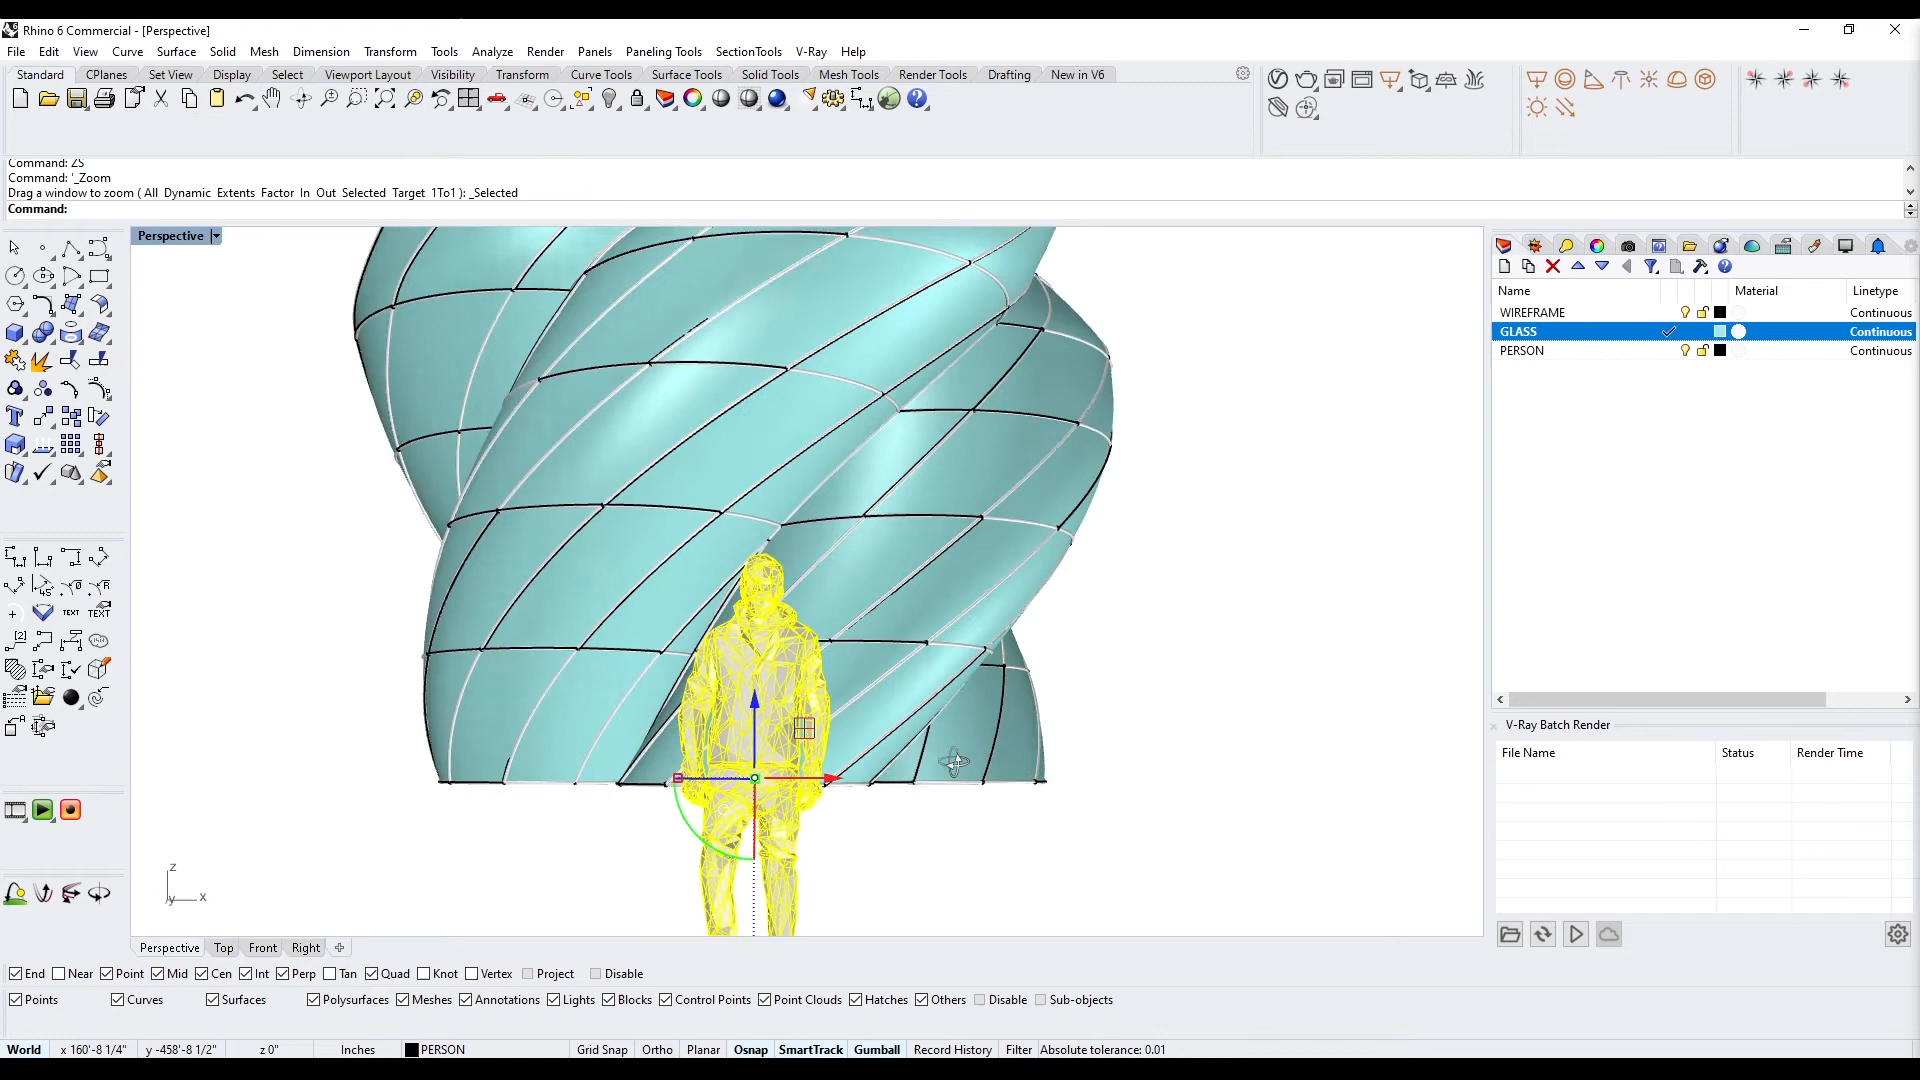 Rhino 6 Commercial - [Perspective]
File Edit View Curve Surface Solid Mesh Dimension Transform Tools Analyze Render Panels Paneling Tools SectionTools V-Ray Help
Standard CPlanes Set View Display Select Viewport Layout Visibility Transform Curve Tools Surface Tools Solid Tools Mesh Tools Render Tools Drafting New in V6
Command: ZS
Command: '_Zoom
Drag a window to zoom ( All Dynamic Extents Factor In Out Selected Target 1To1 ): _Selected
Command:
Perspective
Name Material Linetype
WIREFRAME Continuous
GLASS Continuous
PERSON Continuous
V-Ray Batch Render
File Name Status Render Time
TEXT TEXT
z
y x
Perspective Top Front Right
End Near Point Mid Cen Int Perp Tan Quad Knot Vertex Project Disable
Points Curves Surfaces Polysurfaces Meshes Annotations Lights Blocks Control Points Point Clouds Hatches Others Disable Sub-objects
World x 160'-8 1/4" y -458'-8 1/2" z 0" Inches PERSON Grid Snap Ortho Planar Osnap SmartTrack Gumball Record History Filter Absolute tolerance: 0.01